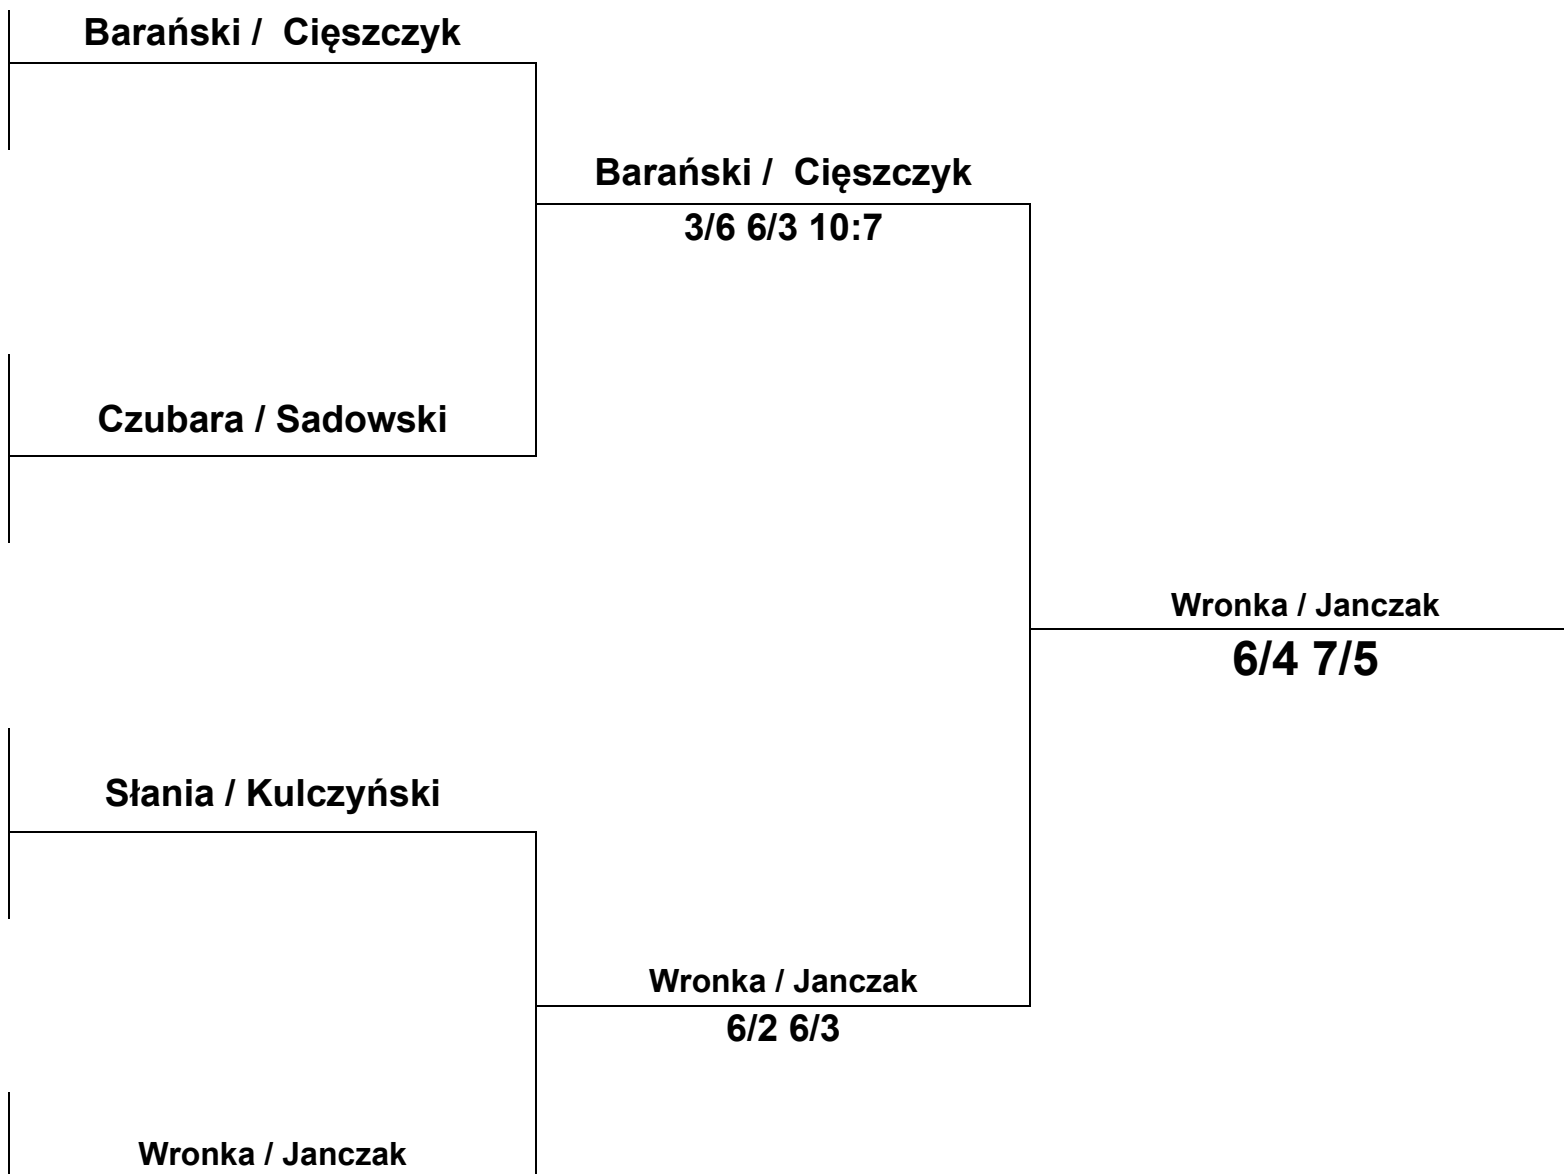 Barański /  Cięszczyk
Barański /  Cięszczyk
3/6 6/3 10:7
Czubara / Sadowski
Wronka / Janczak
6/4 7/5
Słania / Kulczyński
Wronka / Janczak
6/2 6/3
Wronka / Janczak